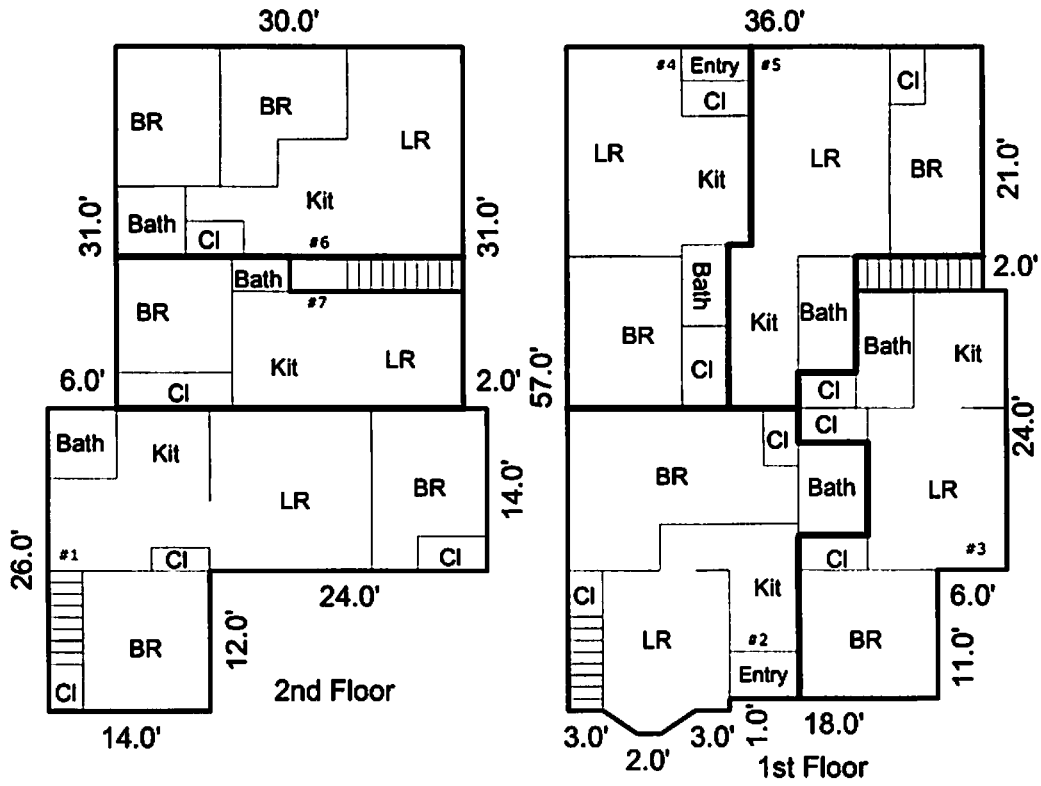 30.0'
BR
BR
LR
31.0'
31.0'
Kit
Bath
Cl
#6
Bath
#7
BR
Kit
LR
Cl
6.0'
2.0'
Bath
Kit
LR
BR
14.0'
26.0'
#1
Cl
Cl
24.0'
BR
12.0'
Cl
2nd Floor
14.0'
36.0'
#4
Entry
#5
Cl
Cl
LR
LR
BR
21.0'
Kit
2.0'
Bath
Kit
Bath
Bath
Kit
BR
Cl
57.0'
Cl
Cl
24.0'
Cl
BR
Bath
LR
Cl
#3
Cl
Kit
6.0'
LR
#2
BR
11.0'
Entry
3.0'
2.0'
3.0'
1.0'
18.0'
1st Floor